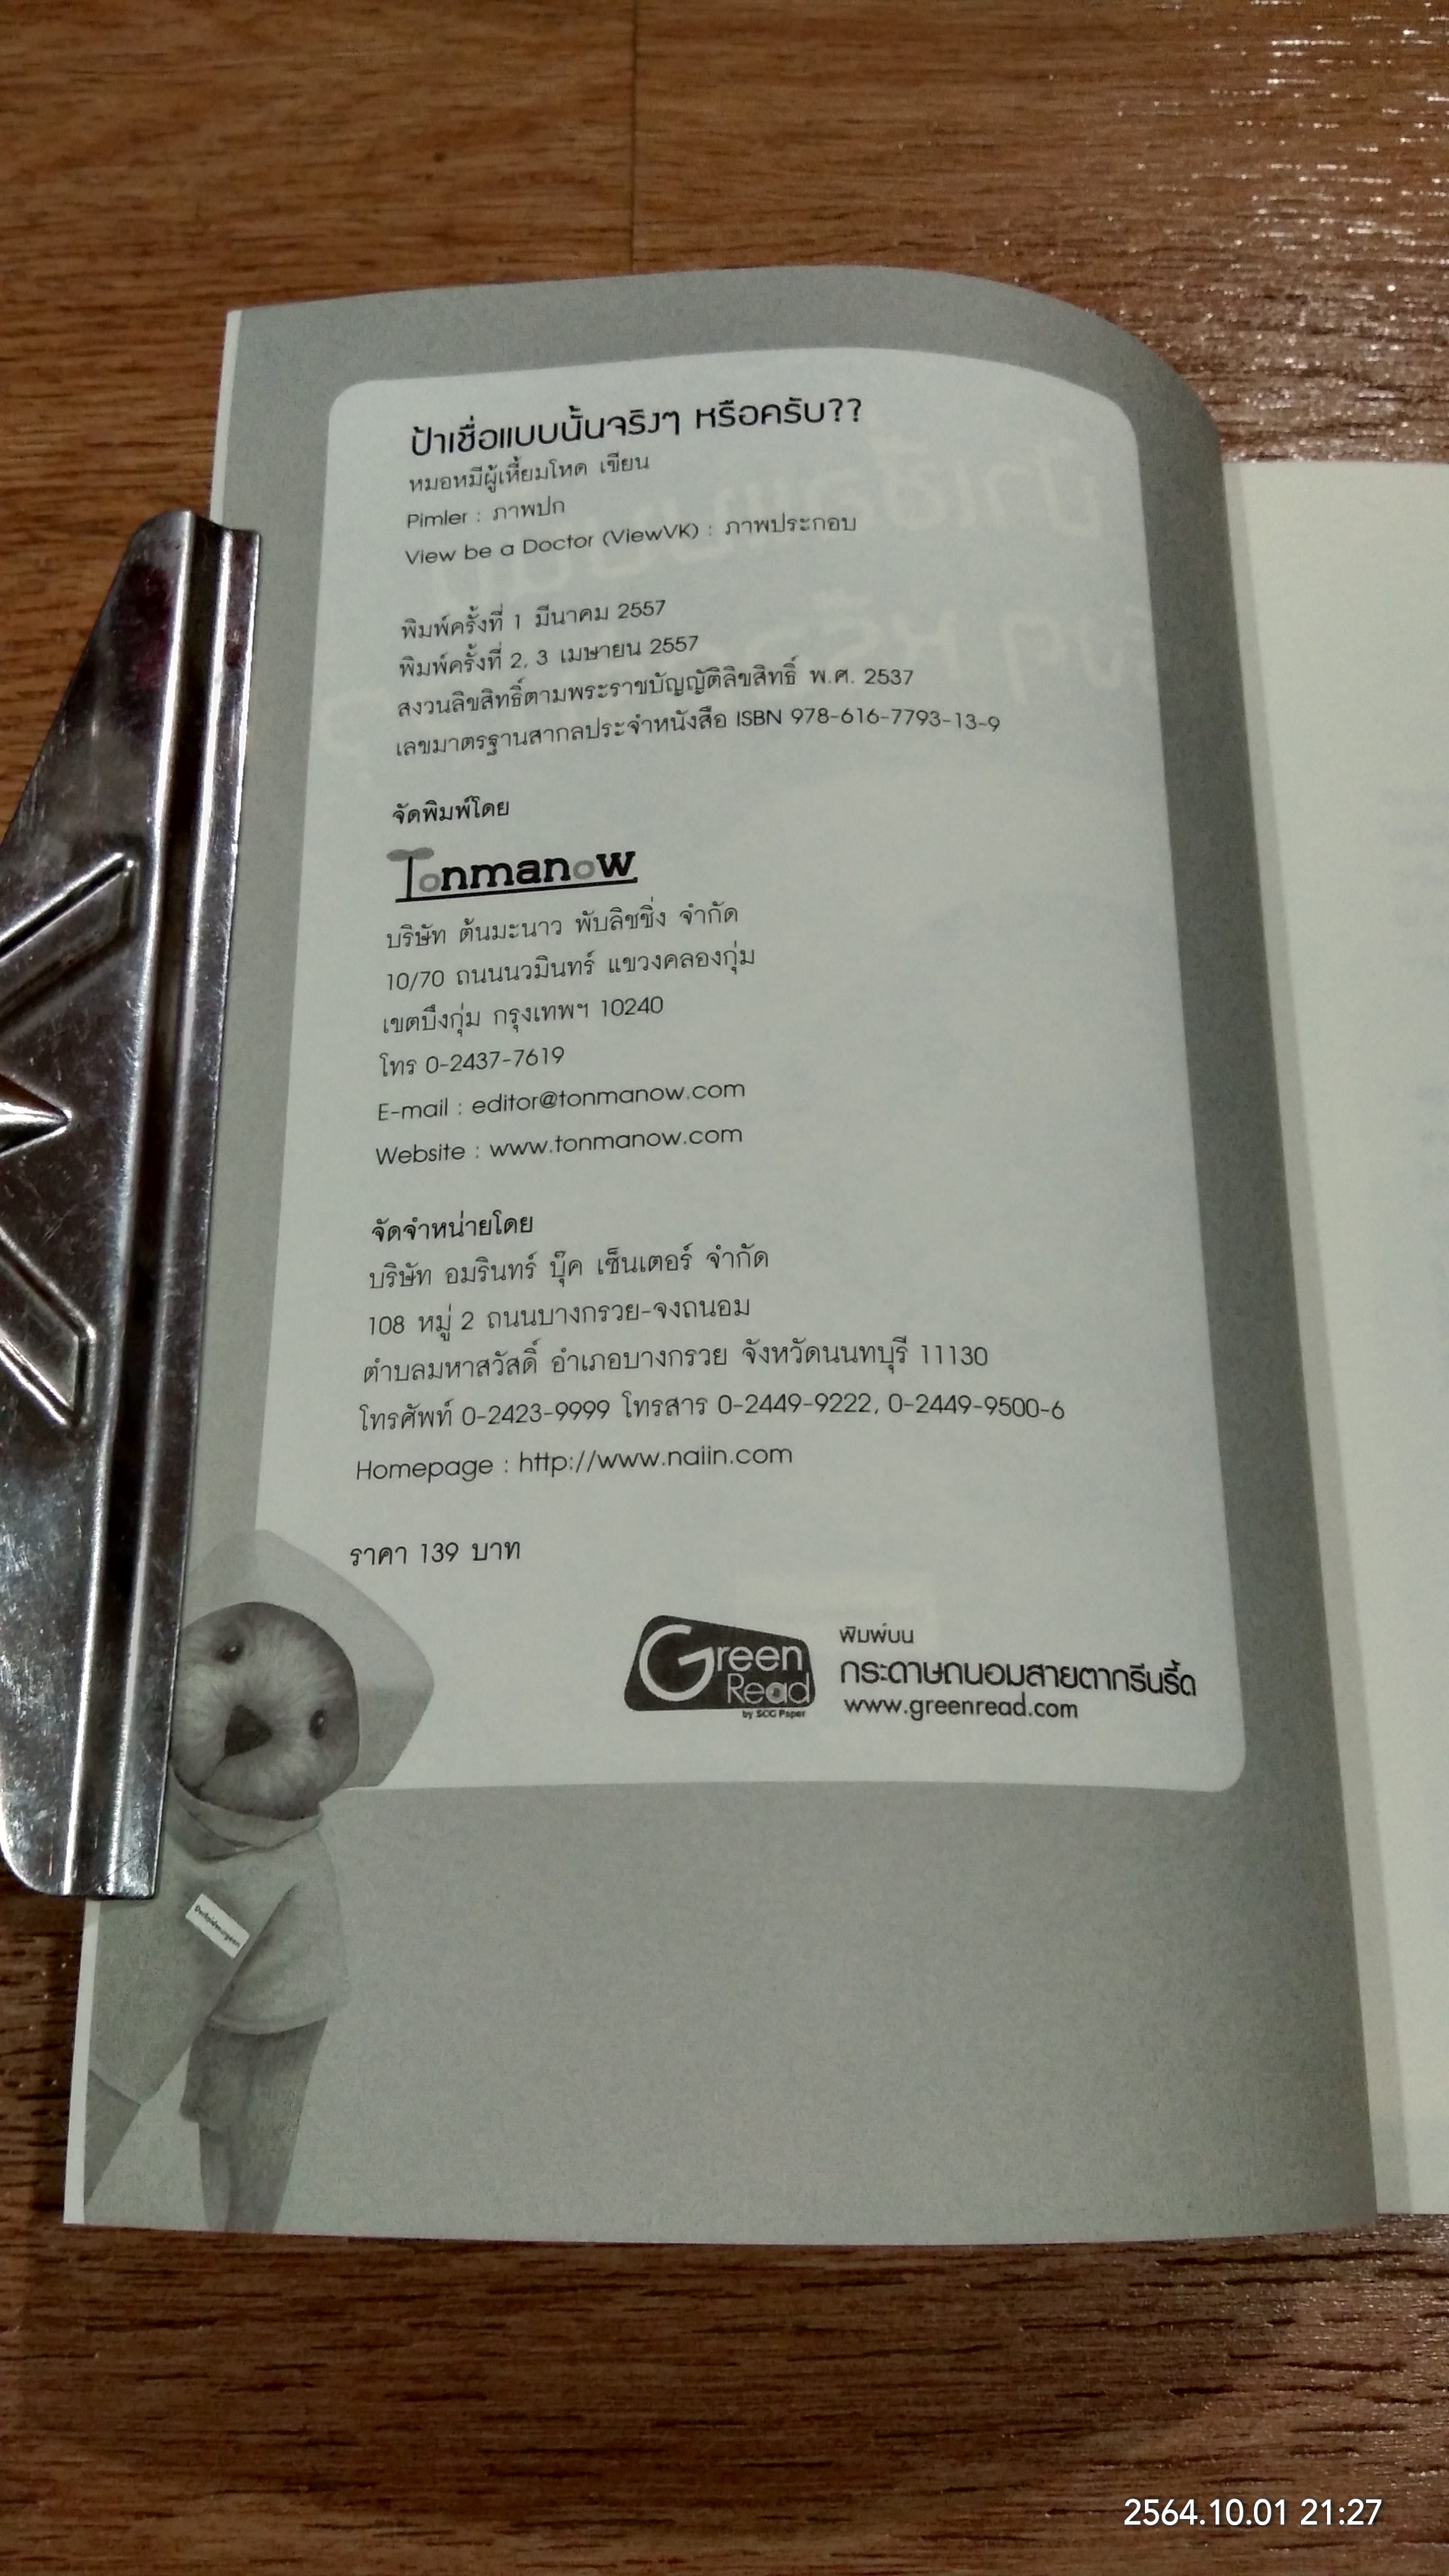 ป้าเชื่อแบบนั้นจริงๆ หรือครับ??
หมอหมีผู้เหี้ยมโหด เขียน
Pimler : ภาพปก
View be a Doctor (ViewVK) : ภาพประกอบ
พิมพ์ครั้งที่ 1 มีนาคม 2557
พิมพ์ครั้งที่ 2, 3 เมษายน 2557
สงวนลิขสิทธิ์ตามพระราชบัญญัติลิขสิทธิ์ พ.ศ. 2537
เลขมาตรฐานสากลประจำหนังสือ ISBN 978-616-7793-13-9
จัดพิมพ์โดย
Tonmanow
บริษัท ต้นมะนาว พับลิชชิ่ง จำกัด
10/70 ถนนนวมินทร์ แขวงคลองกุ่ม
เขตบึงกุ่ม กรุงเทพฯ 10240
โทร 0-2437-7619
E-mail : editor@tonmanow.com
Website : www.tonmanow.com
จัดจำหน่ายโดย
บริษัท อมรินทร์ บุ๊ค เซ็นเตอร์ จำกัด
108 หมู่ 2 ถนนบางกรวย-จงถนอม
ตำบลมหาสวัสดิ์ อำเภอบางกรวย จังหวัดนนทบุรี 11130
โทรศัพท์ 0-2423-9999 โทรสาร 0-2449-9222, 0-2449-9500-6
Homepage : http://www.naiin.com
ราคา 139 บาท
Green Read
by SCG Paper
พิมพ์บน
กระดาษถนอมสายตากรีนรี้ด
www.greenread.com
2564.10.01 21:27